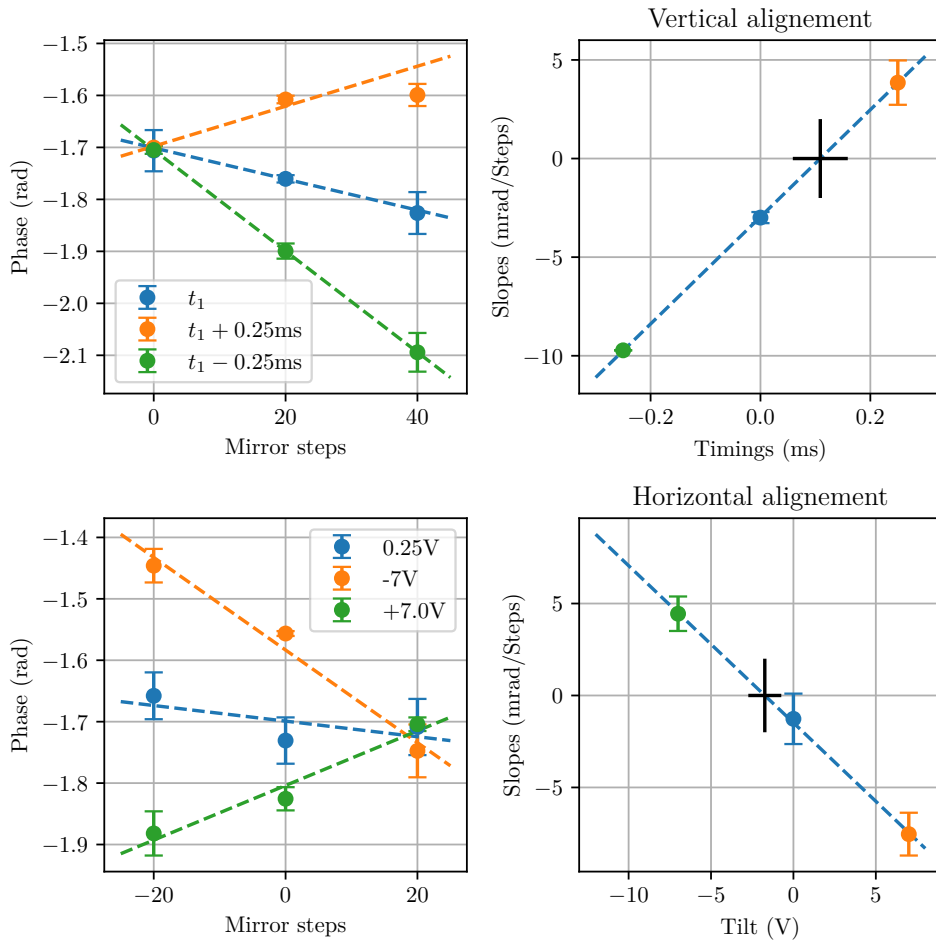 Vertical alignement
−1.5
−1.6
−1.7
−1.8
−1.9
−2.0
−2.1
Phase (rad)
t₁
t₁ + 0.25ms
t₁ − 0.25ms
0
20
40
Mirror steps
5
0
−5
−10
Slopes (mrad/Steps)
−0.2
0.0
0.2
Timings (ms)
Horizontal alignement
−1.4
−1.5
−1.6
−1.7
−1.8
−1.9
Phase (rad)
0.25V
-7V
+7.0V
−20
0
20
Mirror steps
5
0
−5
Slopes (mrad/Steps)
−10
−5
0
5
Tilt (V)